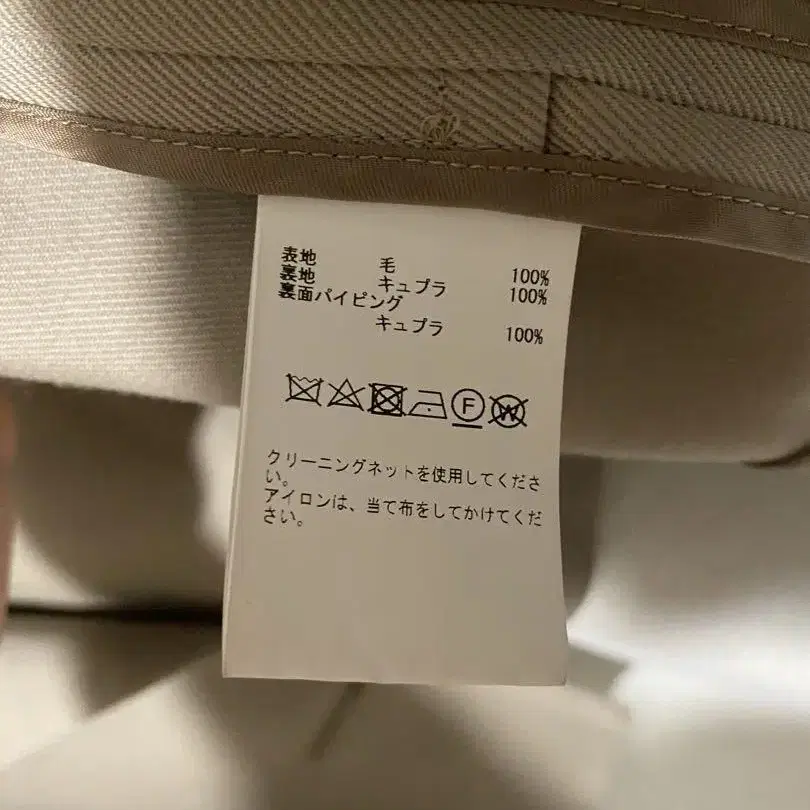 表地 毛 100%
裏地 キュプラ 100%
裏面パイピング
キュプラ 100%
F W
クリーニングネットを使用してくださ
い。
アイロンは、当て布をしてかけてくだ
さい。